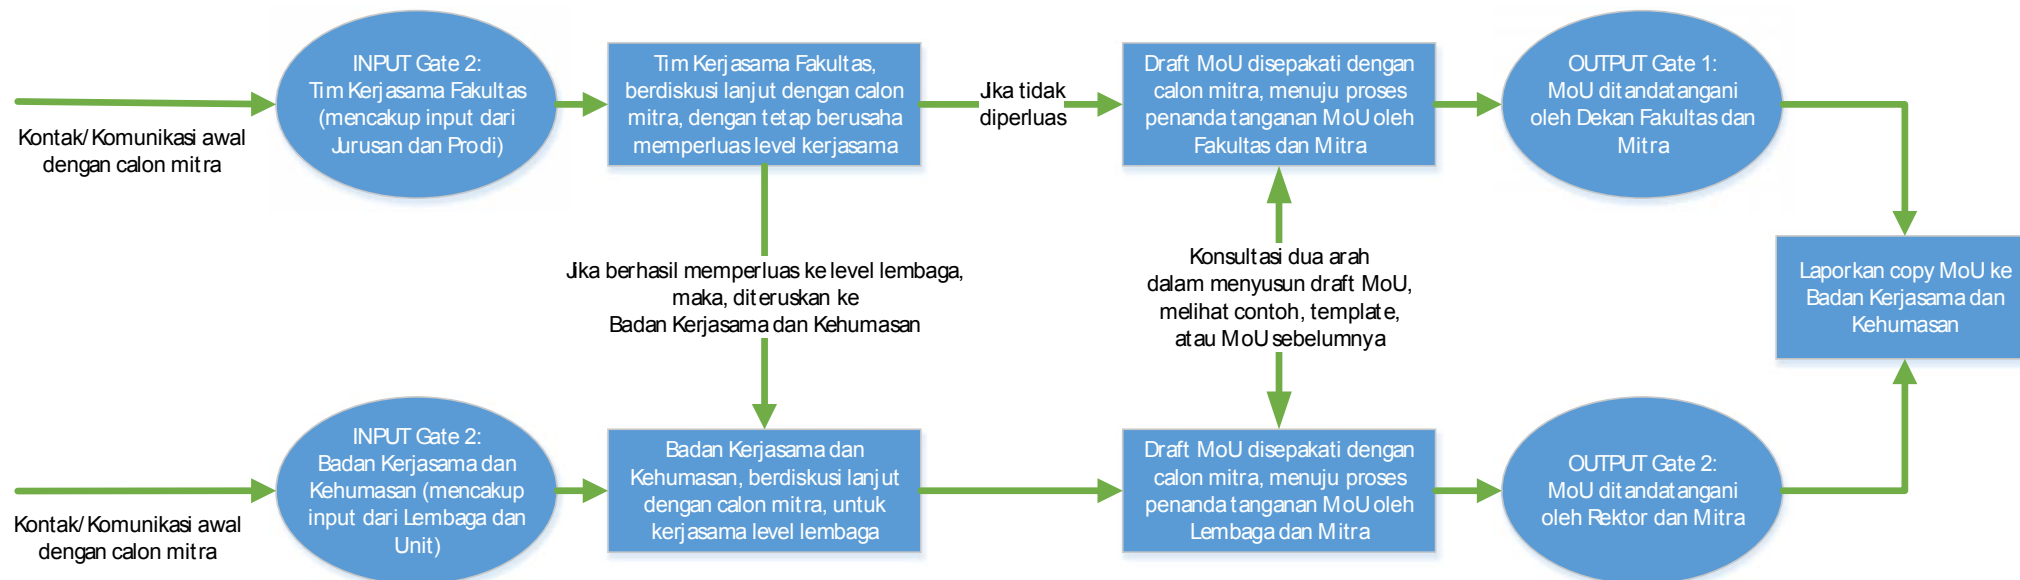 Kontak/Komunikasi awal
dengan calon mitra
INPUT Gate 2:
Tim Kerjasama Fakultas
(mencakup input dari
Jurusan dan Prodi)
Tim Kerjasama Fakultas,
berdiskusi lanjut dengan calon
mitra, dengan tetap berusaha
memperluas level kerjasama
Jika tidak
diperluas
Draft MoU disepakati dengan
calon mitra, menuju proses
penanda tanganan MoU oleh
Fakultas dan Mitra
OUTPUT Gate 1:
MoU ditandatangani
oleh Dekan Fakultas dan
Mitra
Jika berhasil memperluas ke level lembaga,
maka, diteruskan ke
Badan Kerjasama dan Kehumasan
Konsultasi dua arah
dalam menyusun draft MoU,
melihat contoh, template,
atau MoU sebelumnya
Laporkan copy MoU ke
Badan Kerjasama dan
Kehumasan
Kontak/Komunikasi awal
dengan calon mitra
INPUT Gate 2:
Badan Kerjasama dan
Kehumasan (mencakup
input dari Lembaga dan
Unit)
Badan Kerjasama dan
Kehumasan, berdiskusi lanjut
dengan calon mitra, untuk
kerjasama level lembaga
Draft MoU disepakati dengan
calon mitra, menuju proses
penanda tanganan MoU oleh
Lembaga dan Mitra
OUTPUT Gate 2:
MoU ditandatangani
oleh Rektor dan Mitra